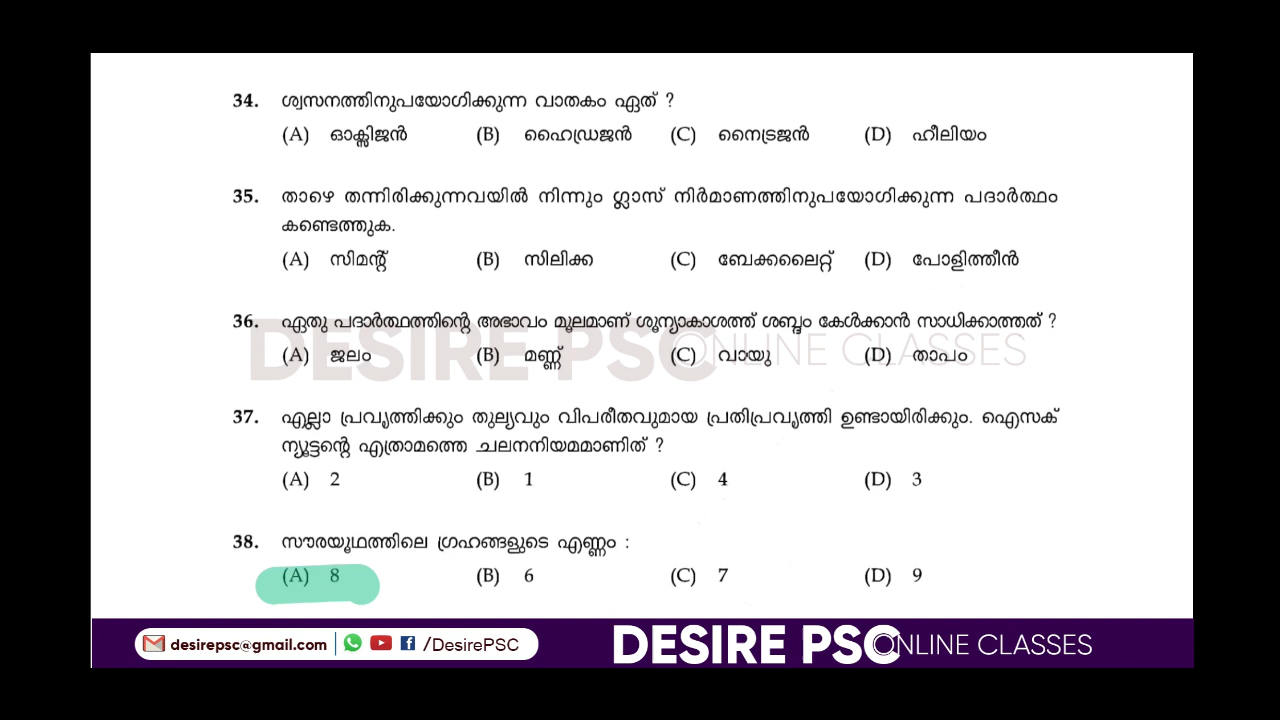 34. ശ്വസനത്തിനുപയോഗിക്കുന്ന വാതകം ഏത് ?
(A) ഓക്സിജൻ (B) ഹൈഡ്രജൻ (C) നൈട്രജൻ (D) ഹീലിയം
35. താഴെ തന്നിരിക്കുന്നവയിൽ നിന്നും ഗ്ലാസ് നിർമാണത്തിനുപയോഗിക്കുന്ന പദാർത്ഥം
കണ്ടെത്തുക.
(A) സിമന്റ് (B) സിലിക്ക (C) ബേക്കലൈറ്റ് (D) പോളിത്തീൻ
36. ഏതു പദാർത്ഥത്തിന്റെ അഭാവം മൂലമാണ് ശൂന്യാകാശത്ത് ശബ്ദം കേൾക്കാൻ സാധിക്കാത്തത് ?
DESIRE PSC ONLINE CLASSES
(A) ജലം (B) മണ്ണ് (C) വായു (D) താപം
37. എല്ലാ പ്രവൃത്തിക്കും തുല്യവും വിപരീതവുമായ പ്രതിപ്രവൃത്തി ഉണ്ടായിരിക്കും. ഐസക്
ന്യൂട്ടന്റെ എത്രാമത്തെ ചലനനിയമമാണിത് ?
(A) 2 (B) 1 (C) 4 (D) 3
38. സൗരയൂഥത്തിലെ ഗ്രഹങ്ങളുടെ എണ്ണം :
(A) 8 (B) 6 (C) 7 (D) 9
desirepsc@gmail.com /DesirePSC DESIRE PSC ONLINE CLASSES